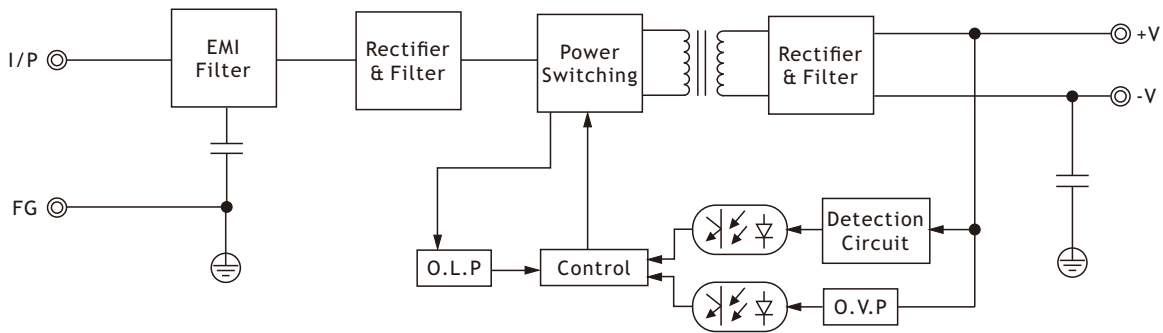 I/P
EMI
Filter
Rectifier
& Filter
Power
Switching
Rectifier
& Filter
+V
-V
FG
O.L.P
Control
Detection
Circuit
O.V.P